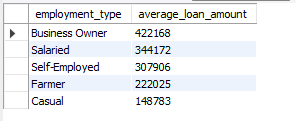 employment_type average_loan_amount
Business Owner 422168
Salaried 344172
Self-Employed 307906
Farmer 222025
Casual 148783